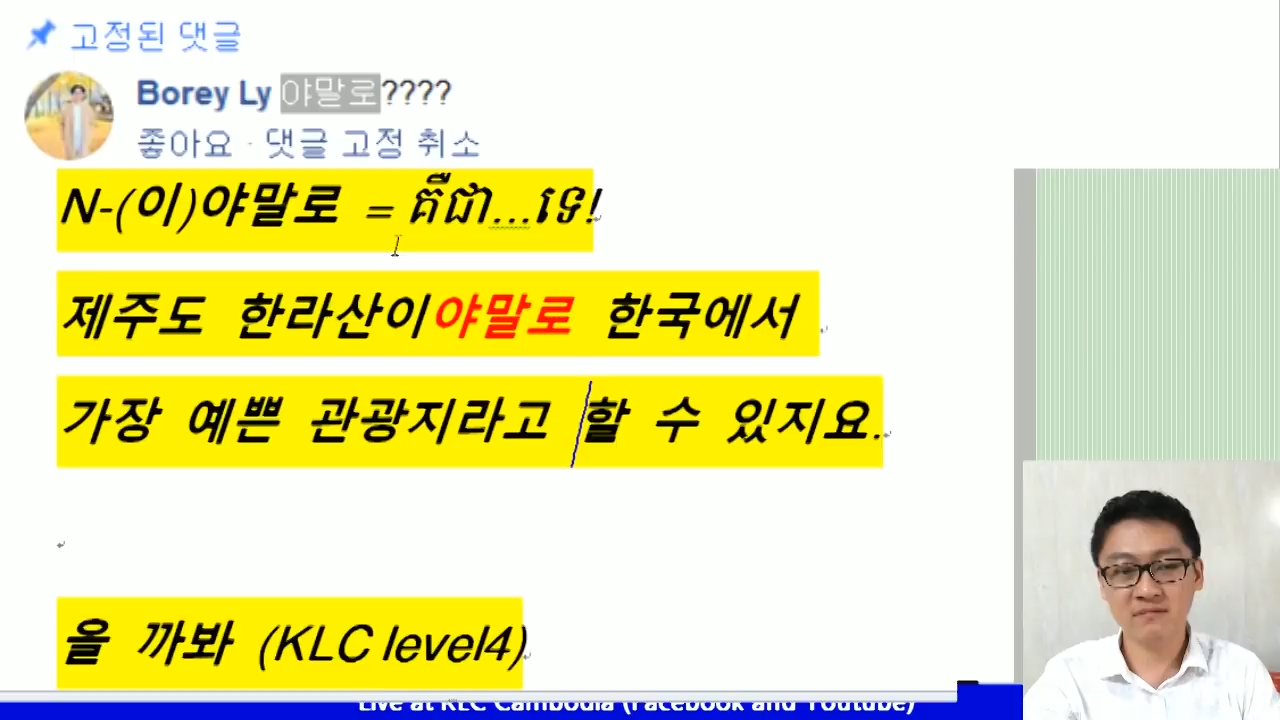 고정된 댓글
Borey Ly 야말로????
좋아요 · 댓글 고정 취소
N-(이)야말로 = គឺជា...ទេ!
제주도 한라산이야말로 한국에서
가장 예쁜 관광지라고 할 수 있지요.
올 까봐 (KLC level4)
Live at KLC Cambodia (Facebook and Youtube)